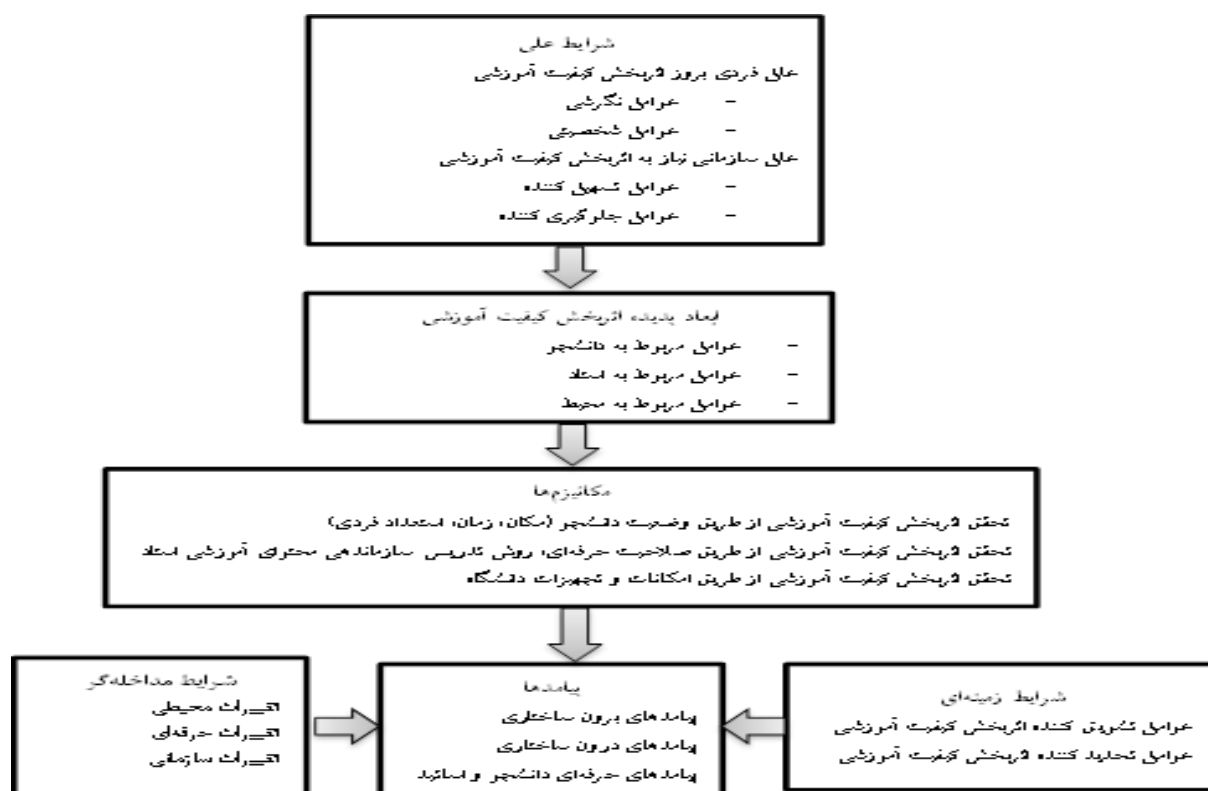 شرایط علی
علل فردی بروز اثربخش کیفیت آموزشی
- عوامل نگرشی
- عوامل شخصیتی
علل سازمانی نیاز به اثربخش کیفیت آموزشی
- عوامل تسهیل کننده
- عوامل جلوگیری کننده
ابعاد پدیده اثربخش کیفیت آموزشی
- عوامل مربوط به دانشجو
- عوامل مربوط به استاد
- عوامل مربوط به محیط
مکانیزم‌ها
تحقق اثربخش کیفیت آموزشی از طریق وضعیت دانشجو (مکان، زمان، استعداد فردی)
تحقق اثربخش کیفیت آموزشی از طریق صلاحیت حرفه‌ای، روش تدریس سازماندهی محتوای آموزشی استاد
تحقق اثربخش کیفیت آموزشی از طریق امکانات و تجهیزات دانشگاه
شرایط زمینه‌ای
عوامل تشویق کننده اثربخش کیفیت آموزشی
عوامل تحدید کننده اثربخش کیفیت آموزشی
پیامدها
پیامدهای برون ساختاری
پیامدهای درون ساختاری
پیامدهای حرفه‌ای دانشجو و اساتید
شرایط مداخله‌گر
تغییرات محیطی
تغییرات حرفه‌ای
تغییرات سازمانی